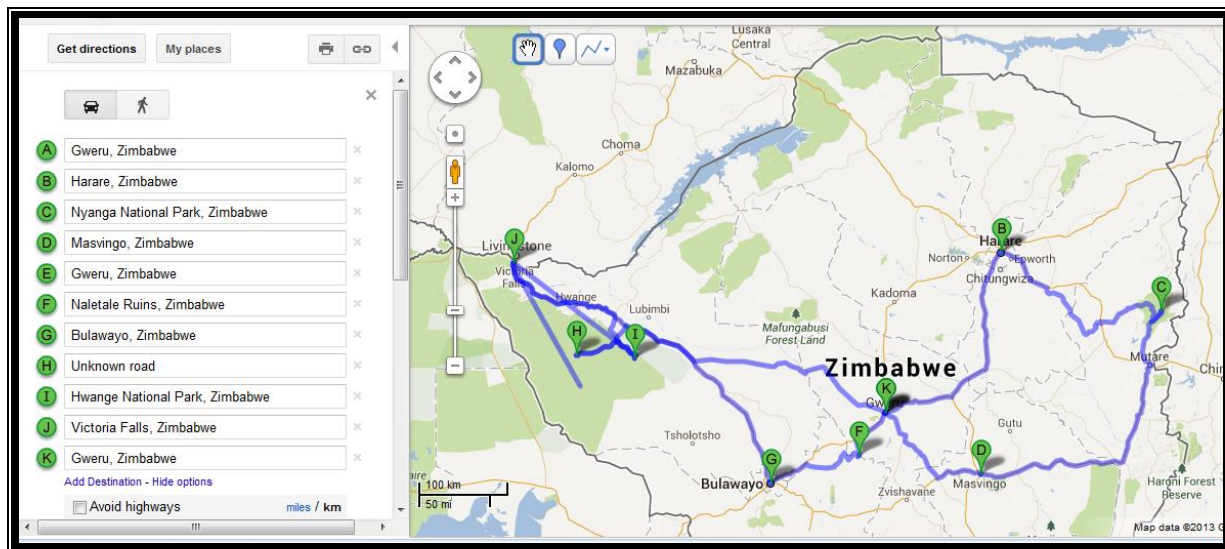 Get directions
My places
A Gweru, Zimbabwe
B Harare, Zimbabwe
C Nyanga National Park, Zimbabwe
D Masvingo, Zimbabwe
E Gweru, Zimbabwe
F Naletale Ruins, Zimbabwe
G Bulawayo, Zimbabwe
H Unknown road
I Hwange National Park, Zimbabwe
J Victoria Falls, Zimbabwe
K Gweru, Zimbabwe
Add Destination - Hide options
Avoid highways
miles / km
Lusaka
Central
Mazabuka
Choma
Kalomo
J
Livingstone
Victoria
Falls
Hwange
Lubimbi
H
I
B
Harare
Norton
Epworth
Chitungwiza
C
Kadoma
Mafungabusi
Forest Land
Mutare
Zimbabwe
K
Gweru
F
Gutu
Tsholotsho
G
Bulawayo
D
Masvingo
Zvishavane
Haroni Forest
Reserve
100 km
50 mi
Map data ©2013